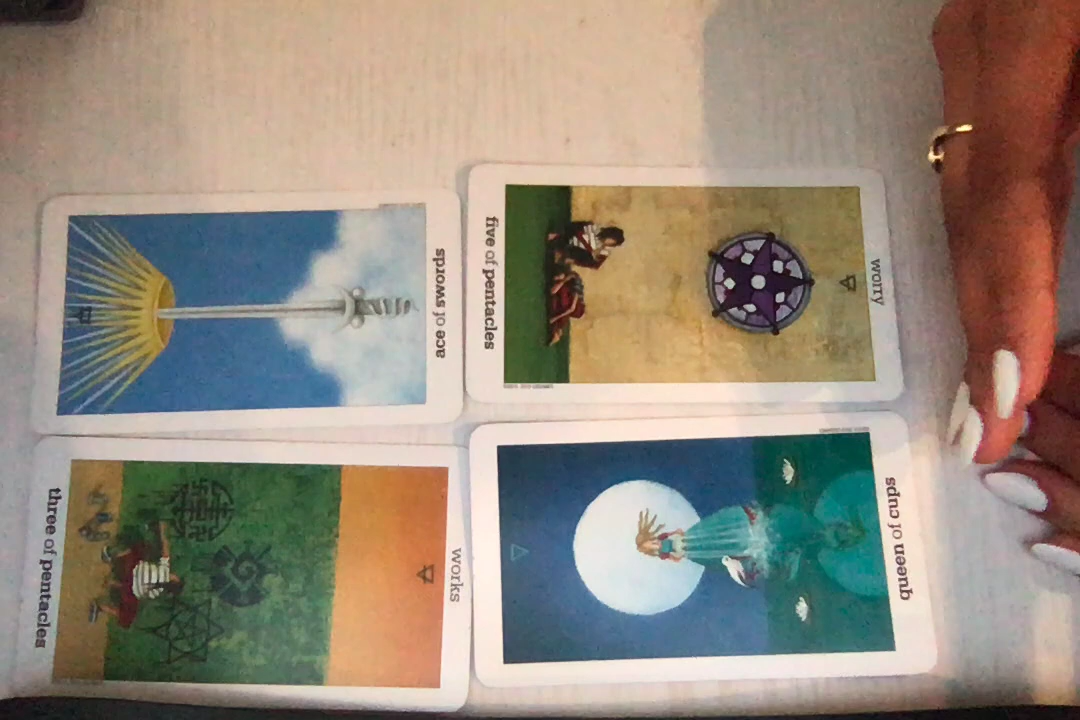 ace of swords
five of pentacles
worry
three of pentacles
works
queen of cups